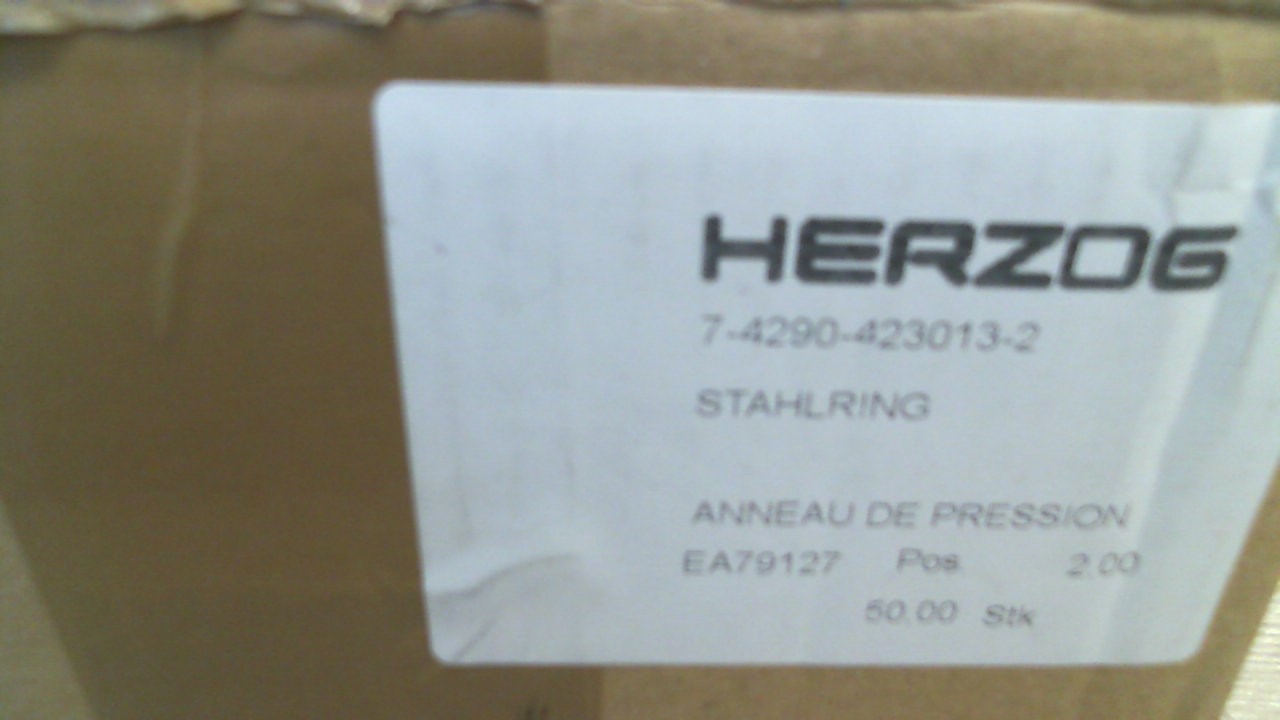 HERZOG
7-4290-423013-2
STAHLRING
ANNEAU DE PRESSION
EA79127 Pos 2.00
50.00 Stk